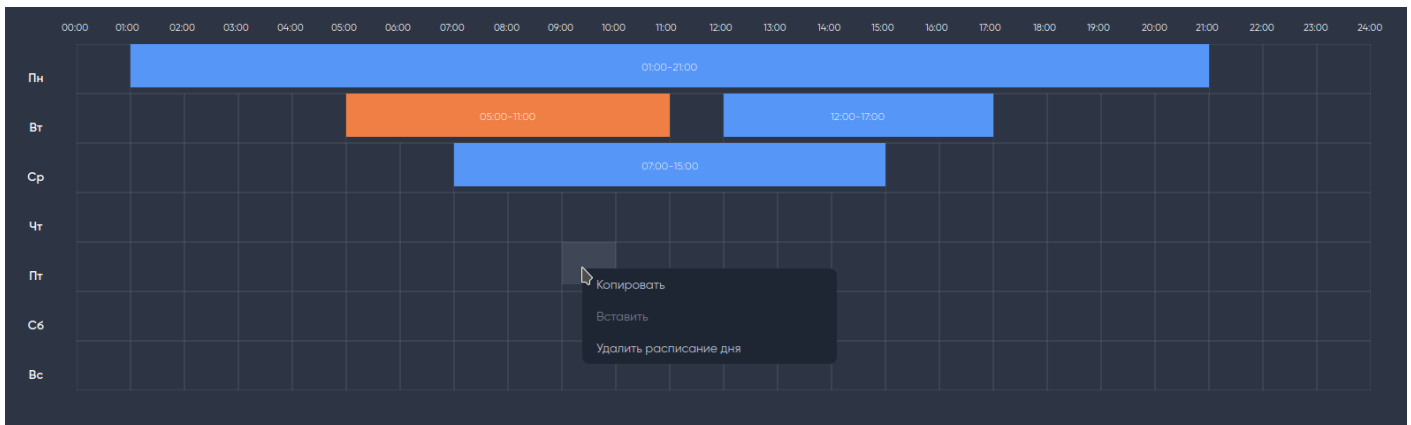 00:00 01:00 02:00 03:00 04:00 05:00 06:00 07:00 08:00 09:00 10:00 11:00 12:00 13:00 14:00 15:00 16:00 17:00 18:00 19:00 20:00 21:00 22:00 23:00 24:00
Пн 01:00-21:00
Вт 05:00-11:00 12:00-17:00
Ср 07:00-15:00
Чт
Пт
Копировать
Вставить
Сб
Удалить расписание дня
Вс